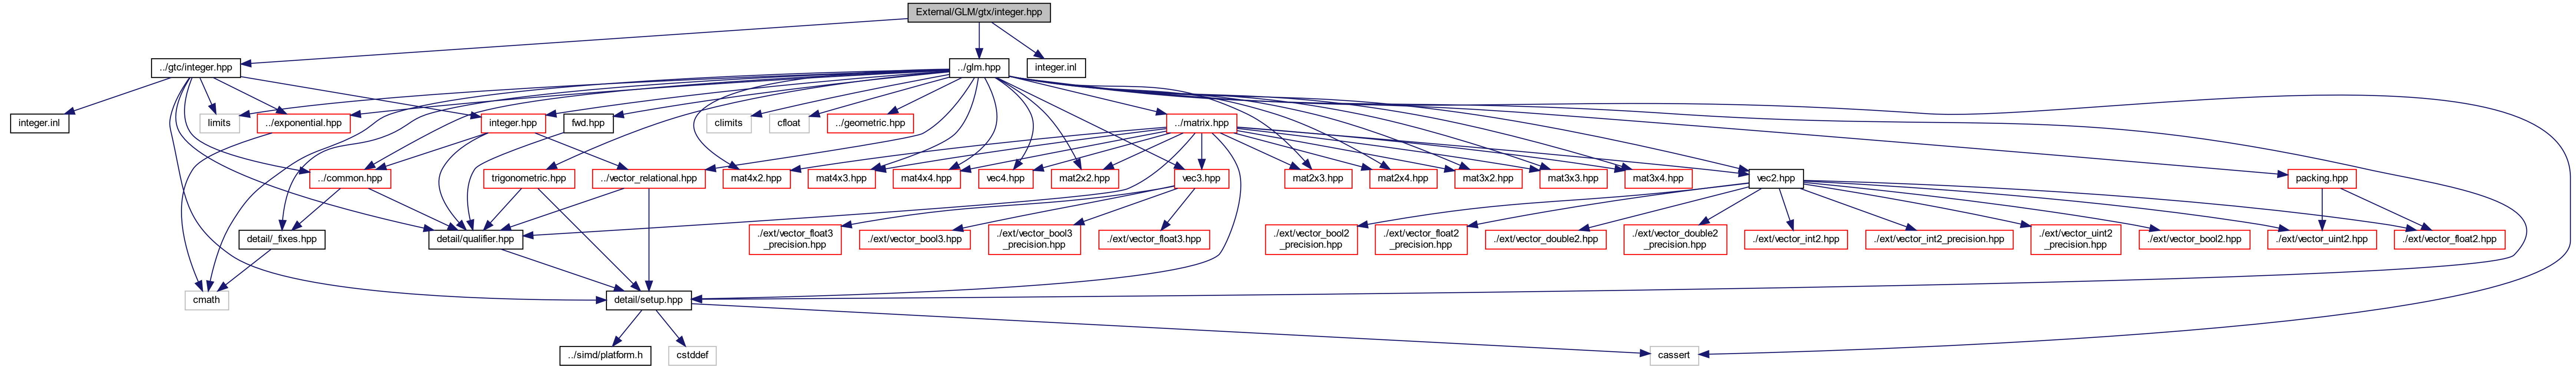 External/GLM/gtx/integer.hpp
../gtc/integer.hpp
../glm.hpp
integer.inl
integer.inl
limits
../exponential.hpp
integer.hpp
fwd.hpp
climits
cfloat
../geometric.hpp
../matrix.hpp
../common.hpp
trigonometric.hpp
../vector_relational.hpp
mat4x2.hpp
mat4x3.hpp
mat4x4.hpp
vec4.hpp
mat2x2.hpp
vec3.hpp
mat2x3.hpp
mat2x4.hpp
mat3x2.hpp
mat3x3.hpp
mat3x4.hpp
vec2.hpp
packing.hpp
detail/_fixes.hpp
detail/qualifier.hpp
./ext/vector_float3
_precision.hpp
./ext/vector_bool3.hpp
./ext/vector_bool3
_precision.hpp
./ext/vector_float3.hpp
./ext/vector_bool2
_precision.hpp
./ext/vector_float2
_precision.hpp
./ext/vector_double2.hpp
./ext/vector_double2
_precision.hpp
./ext/vector_int2.hpp
./ext/vector_int2_precision.hpp
./ext/vector_uint2
_precision.hpp
./ext/vector_bool2.hpp
./ext/vector_uint2.hpp
./ext/vector_float2.hpp
cmath
detail/setup.hpp
../simd/platform.h
cstddef
cassert